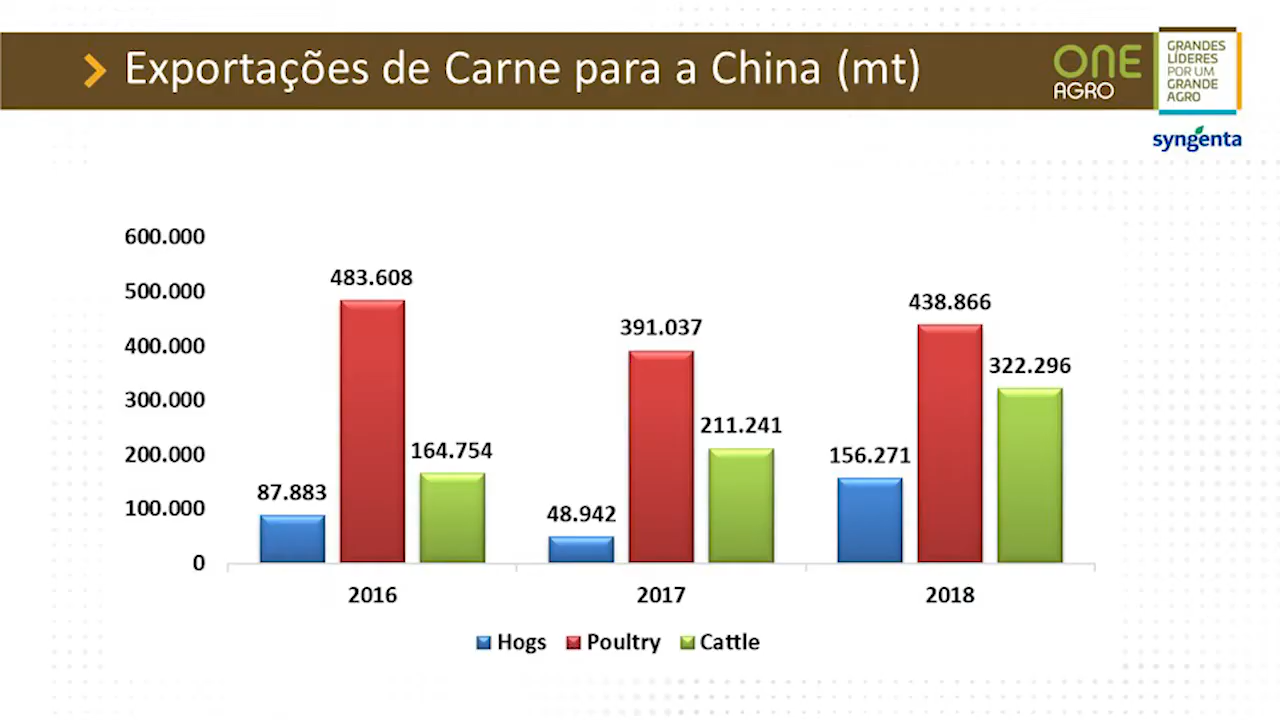 Exportações de Carne para a China (mt)
ONE
AGRO
GRANDES
LÍDERES
POR UM
GRANDE
AGRO
syngenta
600.000
500.000
400.000
300.000
200.000
100.000
0
87.883
483.608
164.754
48.942
391.037
211.241
156.271
438.866
322.296
2016
2017
2018
Hogs Poultry Cattle